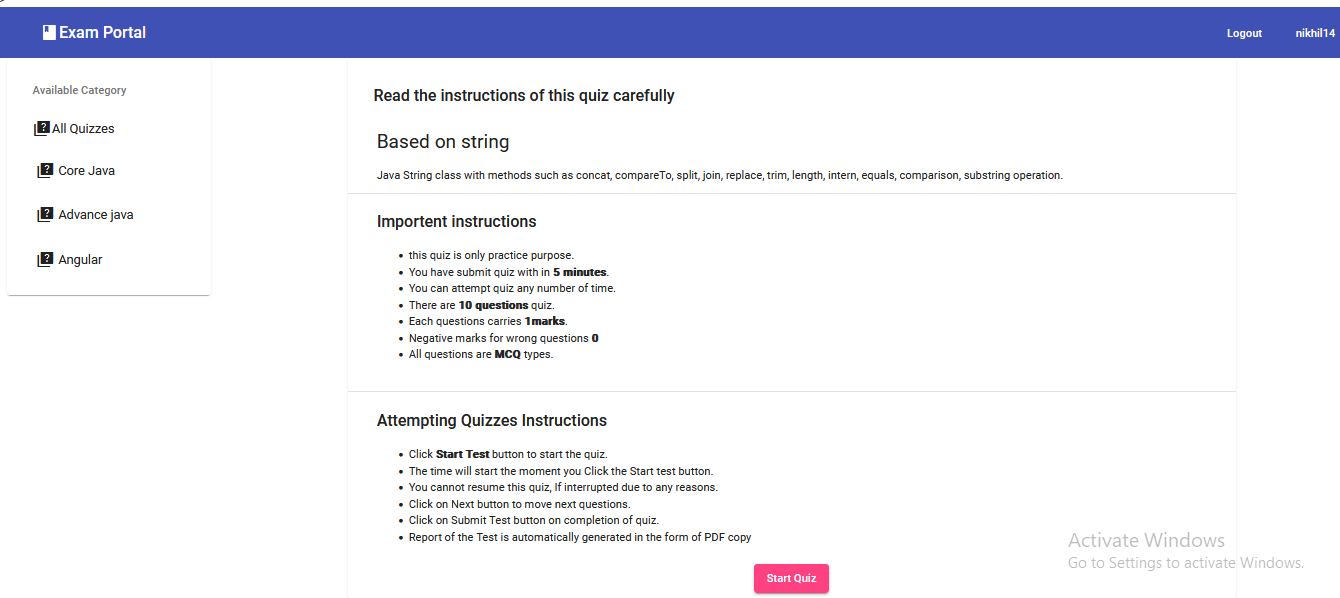 Exam Portal
Logout
nikhil14
Available Category
All Quizzes
Core Java
Advance java
Angular
Read the instructions of this quiz carefully
Based on string
Java String class with methods such as concat, compareTo, split, join, replace, trim, length, intern, equals, comparison, substring operation.
Importent instructions
• this quiz is only practice purpose.
• You have submit quiz with in 5 minutes.
• You can attempt quiz any number of time.
• There are 10 questions quiz.
• Each questions carries 1marks.
• Negative marks for wrong questions 0
• All questions are MCQ types.
Attempting Quizzes Instructions
• Click Start Test button to start the quiz.
• The time will start the moment you Click the Start test button.
• You cannot resume this quiz, If interrupted due to any reasons.
• Click on Next button to move next questions.
• Click on Submit Test button on completion of quiz.
• Report of the Test is automatically generated in the form of PDF copy
Start Quiz
Activate Windows
Go to Settings to activate Windows.